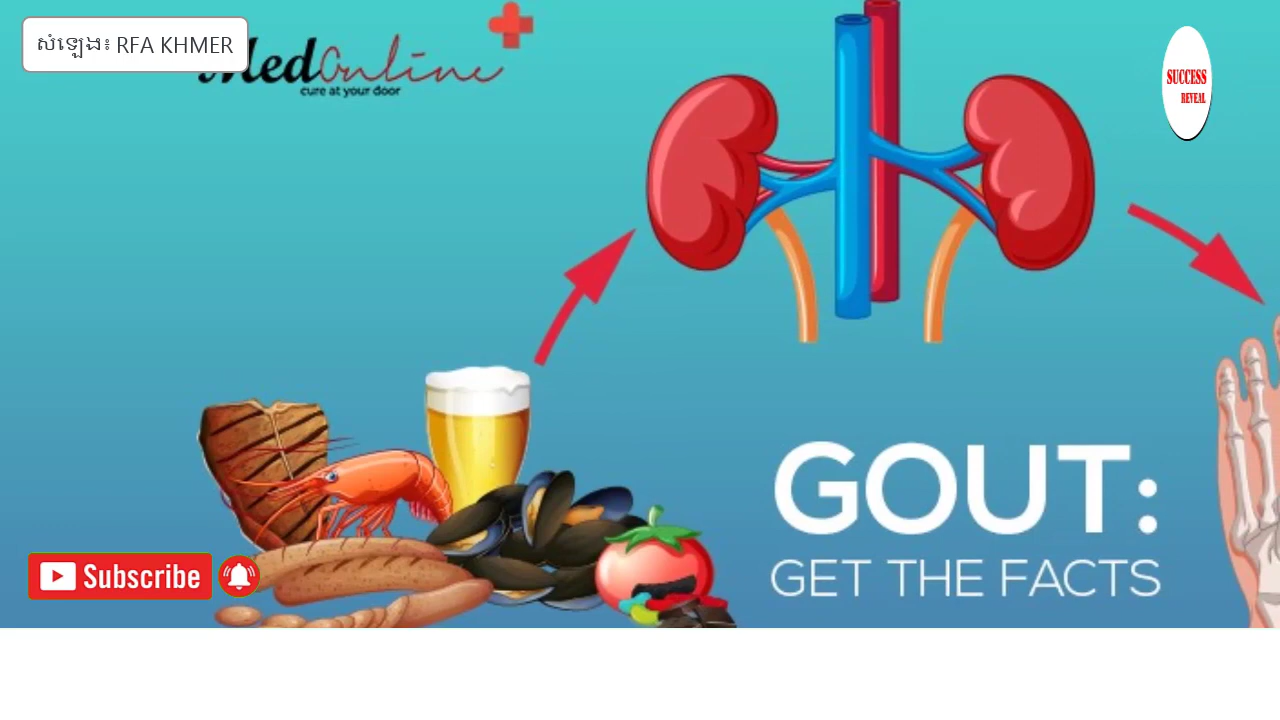 សំឡេង៖ RFA KHMER
MedOnline
cure at your door
SUCCESS
REVEAL
GOUT:
GET THE FACTS
Subscribe